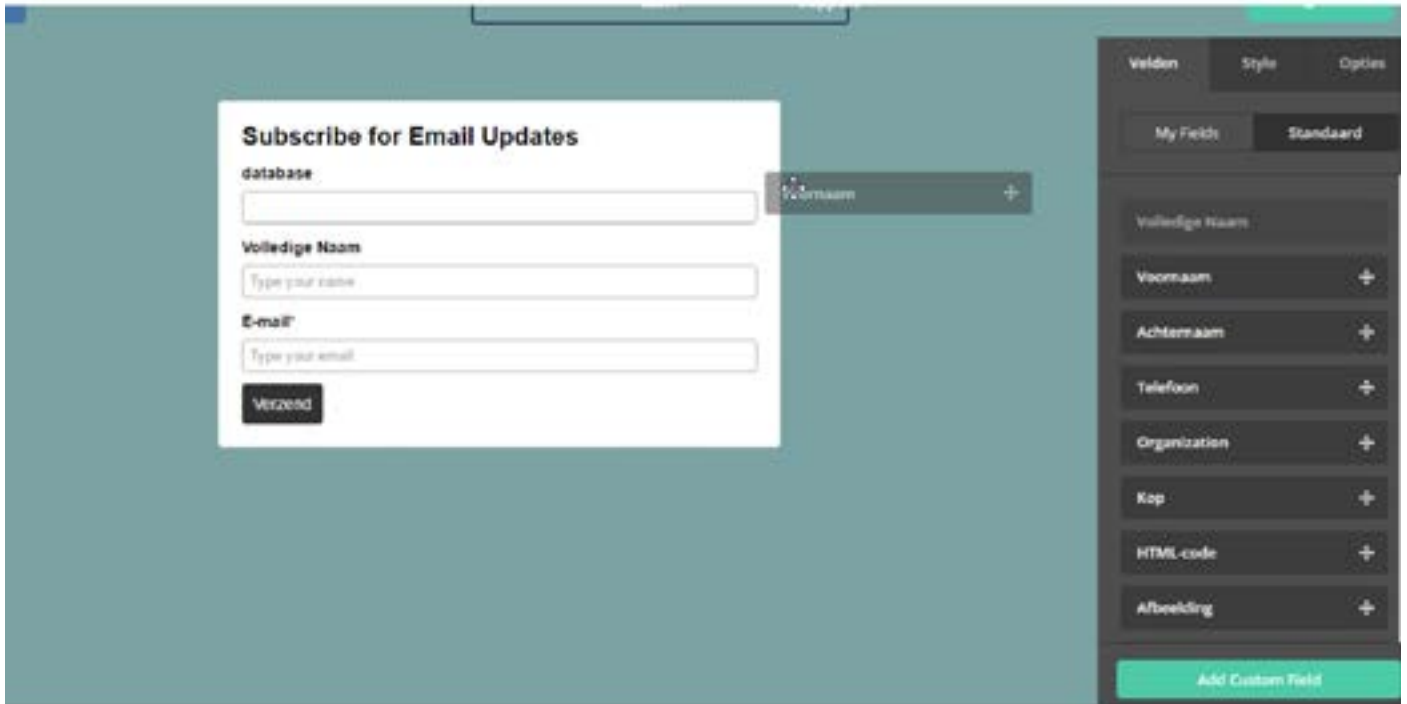 Subscribe for Email Updates
database
Volledige Naam
Type your name
E-mail*
Type your email
Verzend
Voornaam
Velden Style Opties
My Fields Standaard
Volledige Naam
Voornaam
Achternaam
Telefoon
Organization
Kop
HTML-code
Afbeelding
Add Custom Field